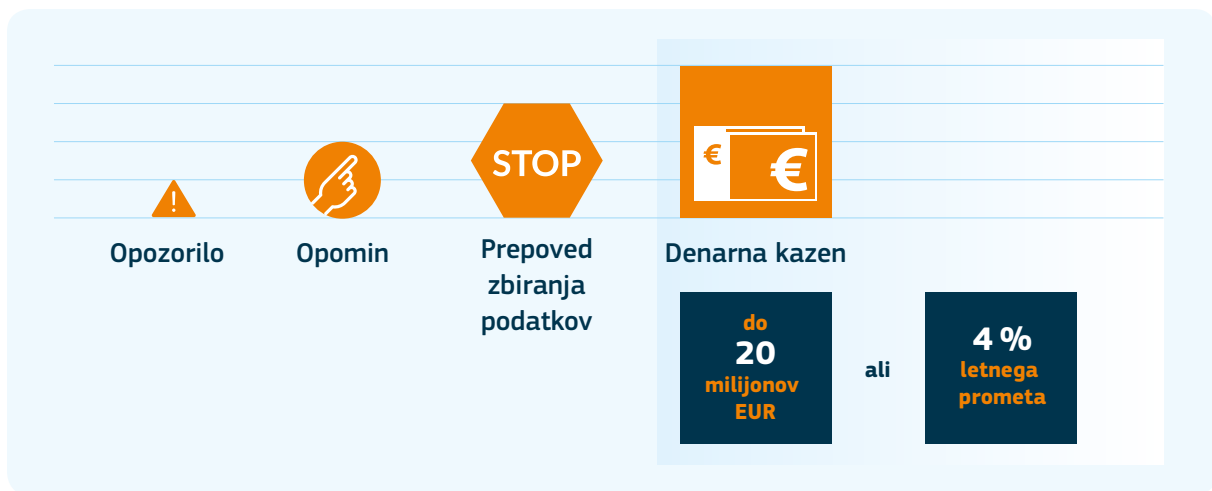 !
STOP
€
€
Opozorilo
Opomin
Prepoved
zbiranja
podatkov
Denarna kazen
do
20
milijonov
EUR
ali
4 %
letnega
prometa